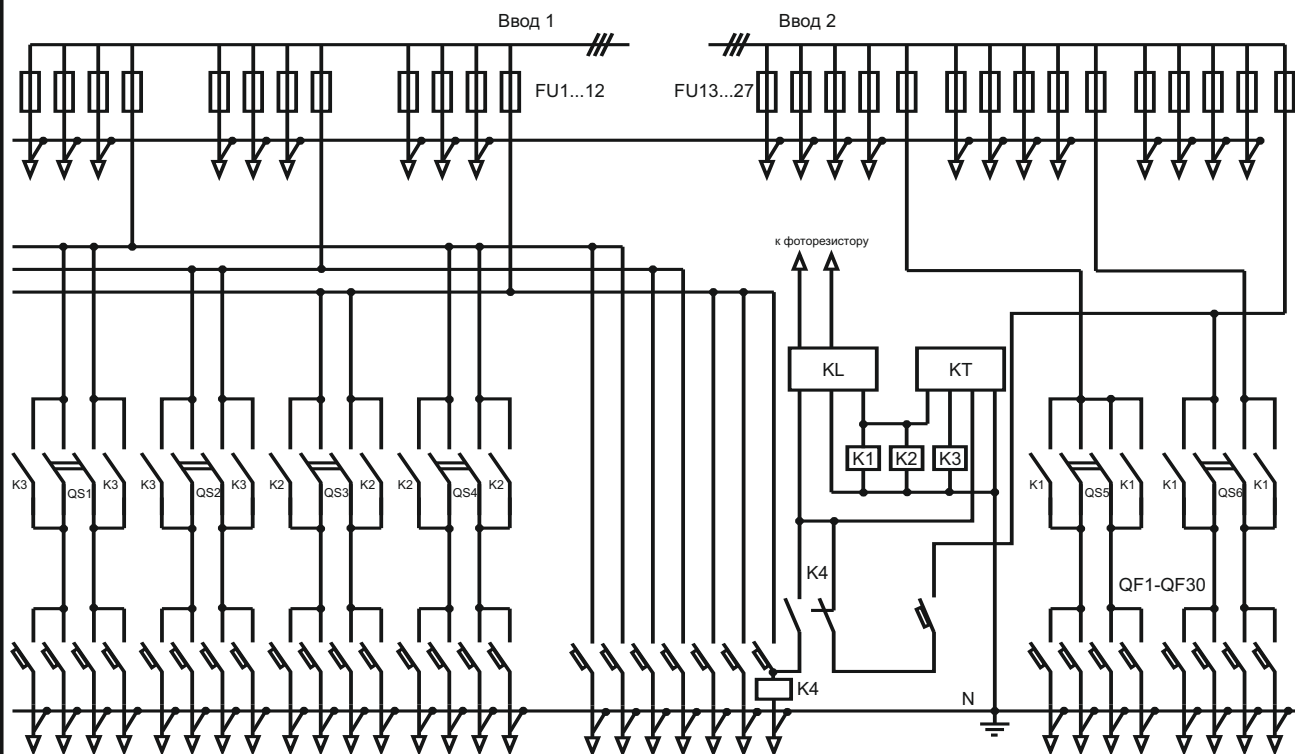 Ввод 1
Ввод 2
FU1...12
FU13...27
к фоторезистору
KL
KT
K1
K2
K3
K3
QS1
K3
K3
QS2
K3
K2
QS3
K2
K2
QS4
K2
K1
QS5
K1
K1
QS6
K1
K4
QF1-QF30
K4
N